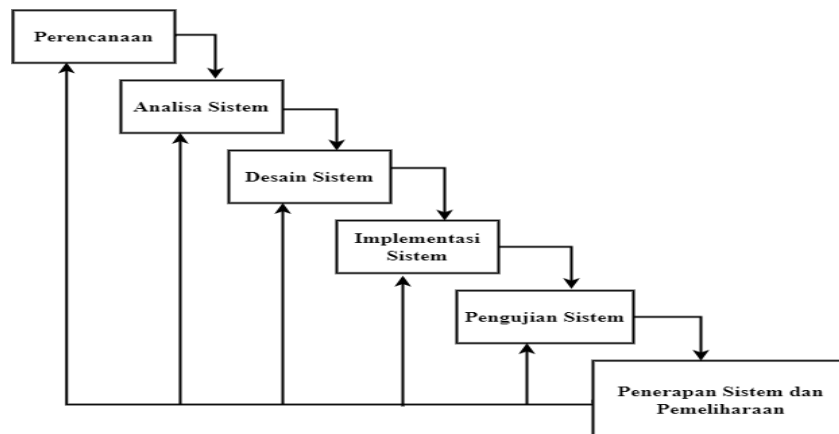 Perencanaan
Analisa Sistem
Desain Sistem
Implementasi
Sistem
Pengujian Sistem
Penerapan Sistem dan
Pemeliharaan